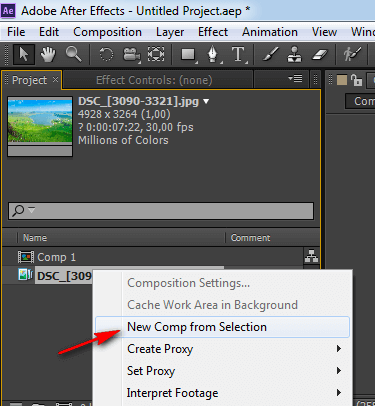 Ae Adobe After Effects - Untitled Project.aep *
File Edit Composition Layer Effect Animation View
Project × Effect Controls: (none)
DSC_[3090-3321].jpg ▼
4928 x 3264 (1,00)
? 0:00:07:22, 30,00 fps
Millions of Colors
Name Comment
Comp 1
DSC_[309
Composition Settings...
Cache Work Area in Background
New Comp from Selection
Create Proxy
Set Proxy
Interpret Footage